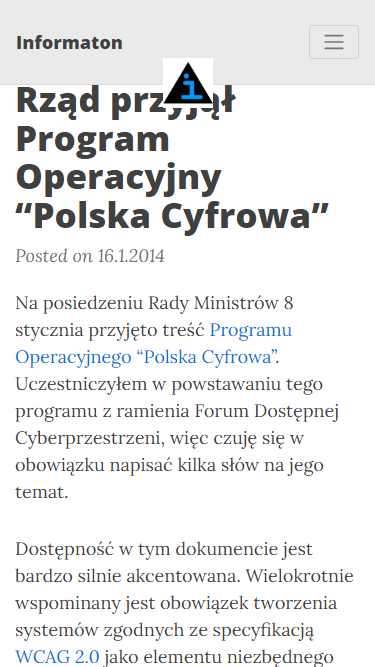 Informaton
i
Rząd przyjął
Program
Operacyjny
“Polska Cyfrowa”
Posted on 16.1.2014
Na posiedzeniu Rady Ministrów 8
stycznia przyjęto treść Programu
Operacyjnego “Polska Cyfrowa”.
Uczestniczyłem w powstawaniu tego
programu z ramienia Forum Dostępnej
Cyberprzestrzeni, więc czuję się w
obowiązku napisać kilka słów na jego
temat.
Dostępność w tym dokumencie jest
bardzo silnie akcentowana. Wielokrotnie
wspominany jest obowiązek tworzenia
systemów zgodnych ze specyfikacją
WCAG 2.0 jako elementu niezbędnego